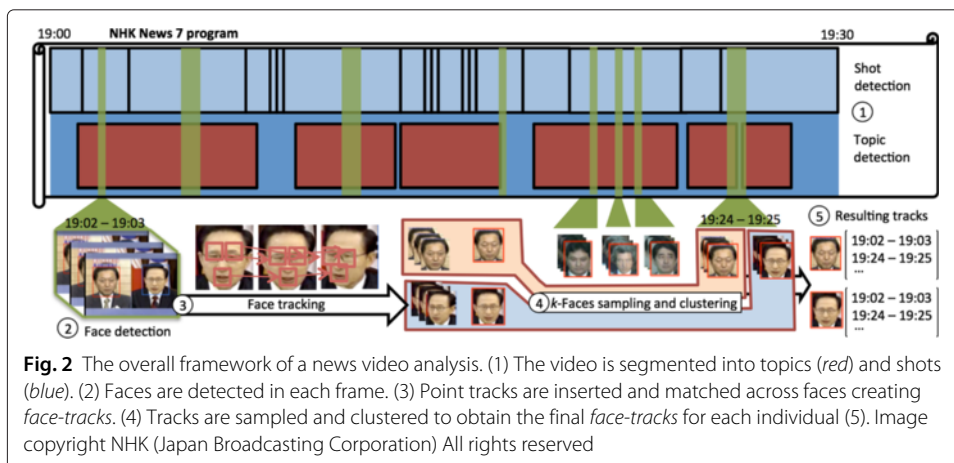 19:00 NHK News 7 program 19:30
Shot
detection
①
Topic
detection
19:02 – 19:03
19:24 – 19:25
⑤ Resulting tracks
19:02 – 19:03
19:24 – 19:25
...
③ Face tracking
④ k-Faces sampling and clustering
② Face detection
19:02 – 19:03
19:24 – 19:25
...
Fig. 2 The overall framework of a news video analysis. (1) The video is segmented into topics (red) and shots
(blue). (2) Faces are detected in each frame. (3) Point tracks are inserted and matched across faces creating
face-tracks. (4) Tracks are sampled and clustered to obtain the final face-tracks for each individual (5). Image
copyright NHK (Japan Broadcasting Corporation) All rights reserved